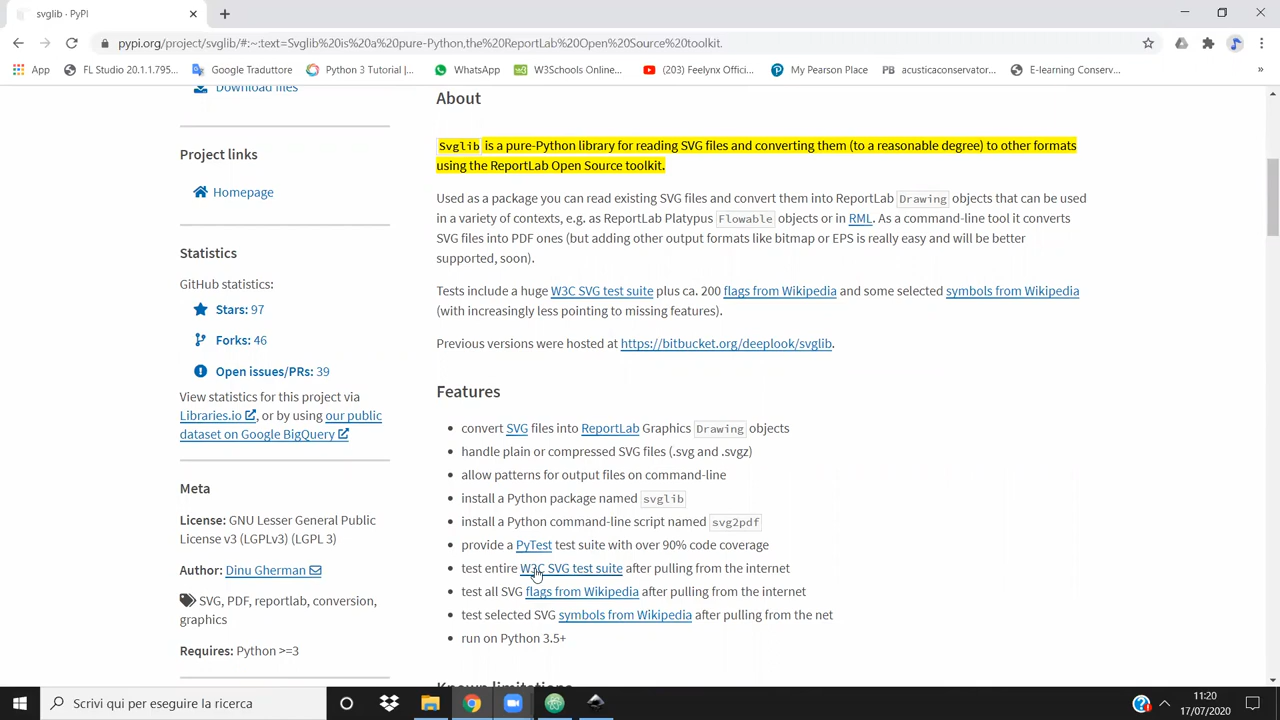 svglib · PyPI
pypi.org/project/svglib/#:~:text=Svglib%20is%20a%20pure-Python,the%20ReportLab%20Open%20Source%20toolkit.
App FL Studio 20.1.1.795... Google Traduttore Python 3 Tutorial |... WhatsApp W3Schools Online... (203) Feelynx Offici... My Pearson Place PB acusticaconservator... E-learning Conserv... »
Download files
Project links
Homepage
Statistics
GitHub statistics:
Stars: 97
Forks: 46
Open issues/PRs: 39
View statistics for this project via
Libraries.io, or by using our public
dataset on Google BigQuery
Meta
License: GNU Lesser General Public
License v3 (LGPLv3) (LGPL 3)
Author: Dinu Gherman
SVG, PDF, reportlab, conversion,
graphics
Requires: Python >=3
About
Svglib is a pure-Python library for reading SVG files and converting them (to a reasonable degree) to other formats
using the ReportLab Open Source toolkit.
Used as a package you can read existing SVG files and convert them into ReportLab Drawing objects that can be used
in a variety of contexts, e.g. as ReportLab Platypus Flowable objects or in RML. As a command-line tool it converts
SVG files into PDF ones (but adding other output formats like bitmap or EPS is really easy and will be better
supported, soon).
Tests include a huge W3C SVG test suite plus ca. 200 flags from Wikipedia and some selected symbols from Wikipedia
(with increasingly less pointing to missing features).
Previous versions were hosted at https://bitbucket.org/deeplook/svglib.
Features
• convert SVG files into ReportLab Graphics Drawing objects
• handle plain or compressed SVG files (.svg and .svgz)
• allow patterns for output files on command-line
• install a Python package named svglib
• install a Python command-line script named svg2pdf
• provide a PyTest test suite with over 90% code coverage
• test entire W3C SVG test suite after pulling from the internet
• test all SVG flags from Wikipedia after pulling from the internet
• test selected SVG symbols from Wikipedia after pulling from the net
• run on Python 3.5+
Known limitations
Scrivi qui per eseguire la ricerca
11:20
17/07/2020